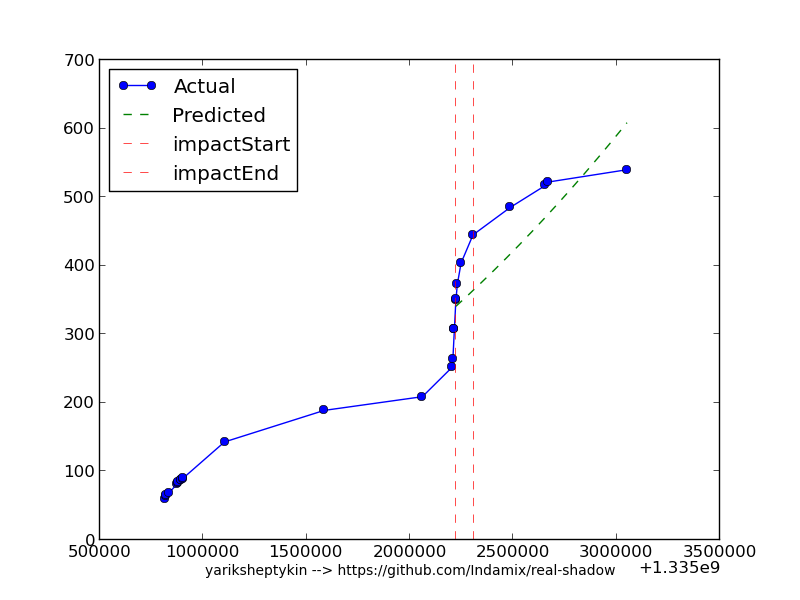 700
600
500
400
300
200
100
0
Actual
Predicted
impactStart
impactEnd
500000 1000000 1500000 2000000 2500000 3000000 3500000
yariksheptykin --> https://github.com/Indamix/real-shadow +1.335e9